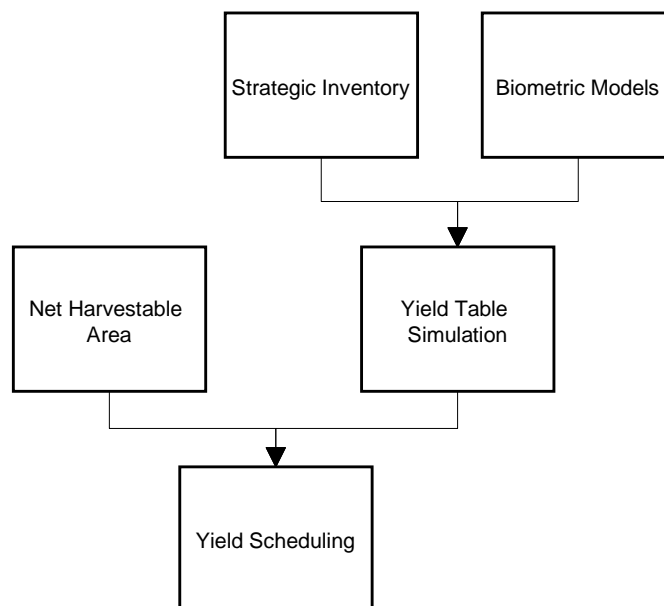 Strategic Inventory
Biometric Models
Net Harvestable
Area
Yield Table
Simulation
Yield Scheduling